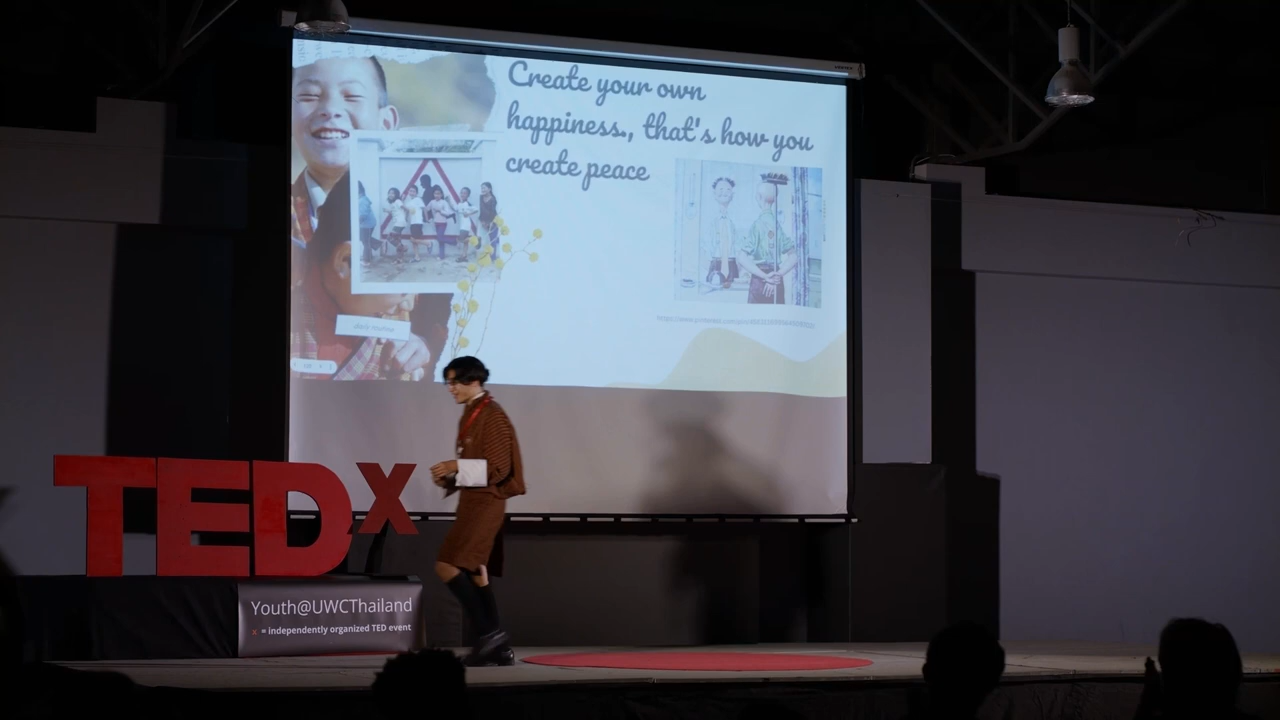 Create your own
happiness., that's how you
create peace
TEDx
Youth@UWCThailand
x = independently organized TED event